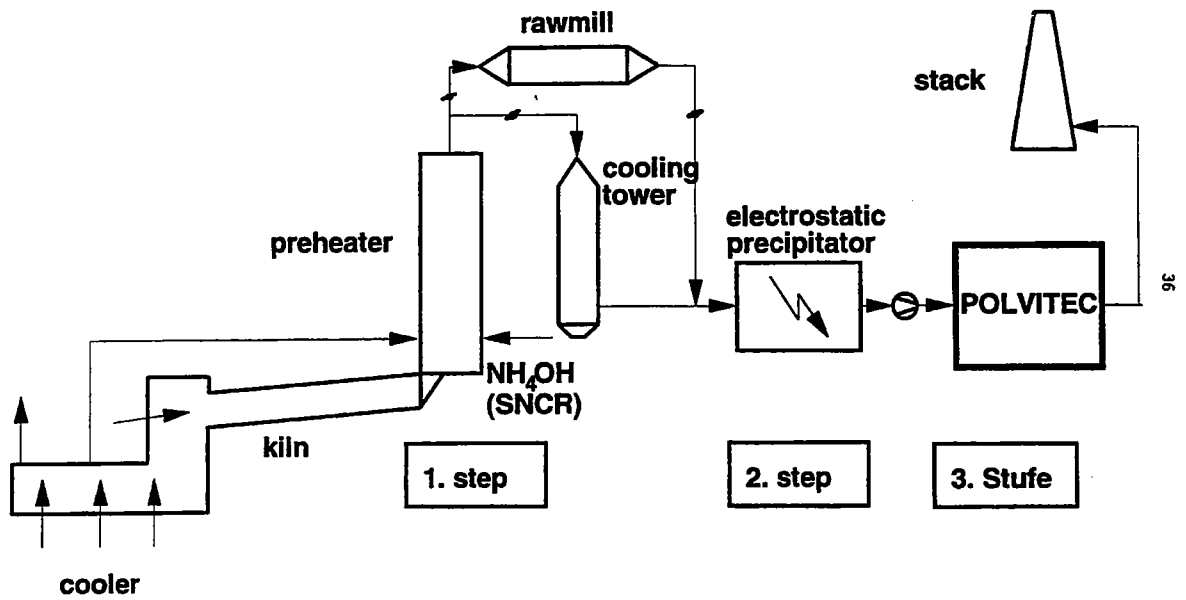 rawmill
stack
cooling
tower
electrostatic
precipitator
preheater
36
POLVITEC
NH₄OH
(SNCR)
kiln
1. step
2. step
3. Stufe
cooler